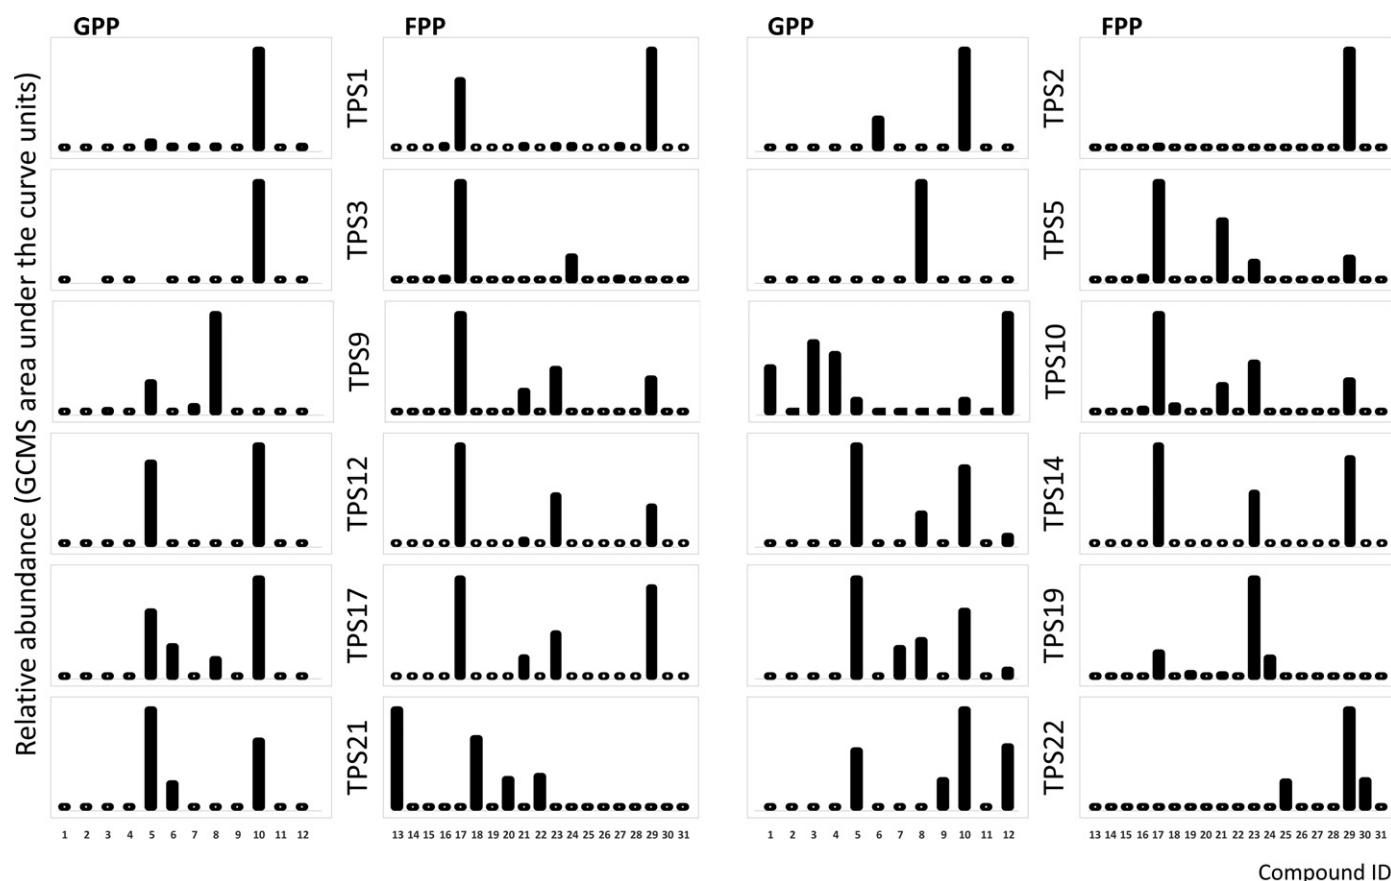 GPP FPP GPP FPP
Relative abundance (GCMS area under the curve units)
TPS1 TPS2
TPS3 TPS5
TPS9 TPS10
TPS12 TPS14
TPS17 TPS19
TPS21 TPS22
1 2 3 4 5 6 7 8 9 10 11 12 13 14 15 16 17 18 19 20 21 22 23 24 25 26 27 28 29 30 31 1 2 3 4 5 6 7 8 9 10 11 12 13 14 15 16 17 18 19 20 21 22 23 24 25 26 27 28 29 30 31
Compound ID